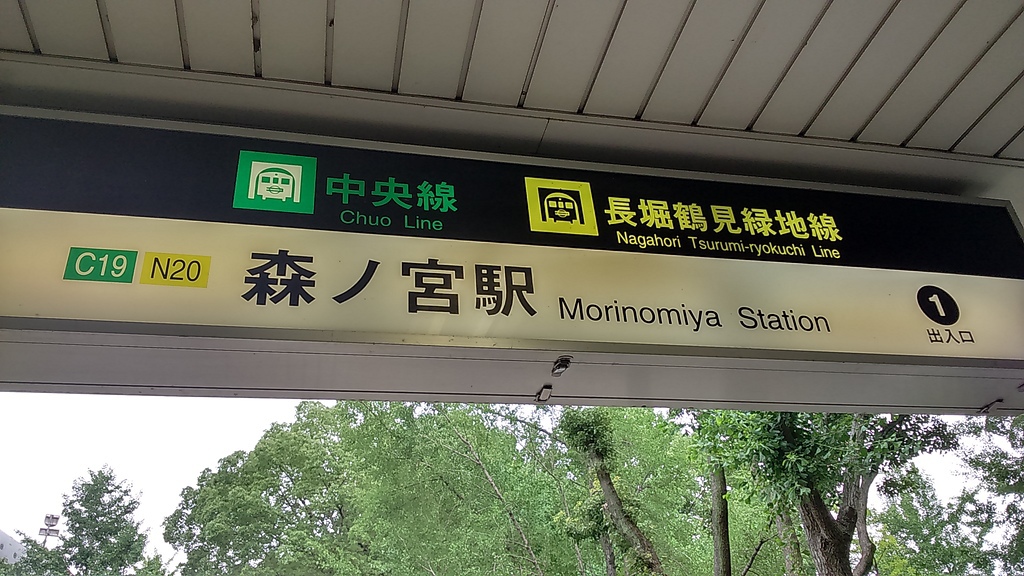 中央線
Chuo Line
長堀鶴見緑地線
Nagahori Tsurumi-ryokuchi Line
C19 N20 森ノ宮駅 Morinomiya Station
1
出入口